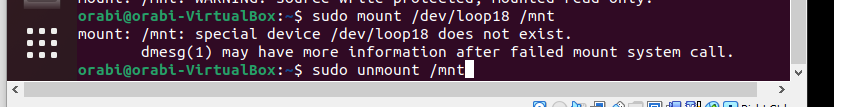 mount: /mnt: WARNING: source write-protected, mounted read-only.
orabi@orabi-VirtualBox:~$ sudo mount /dev/loop18 /mnt
mount: /mnt: special device /dev/loop18 does not exist.
dmesg(1) may have more information after failed mount system call.
orabi@orabi-VirtualBox:~$ sudo unmount /mnt